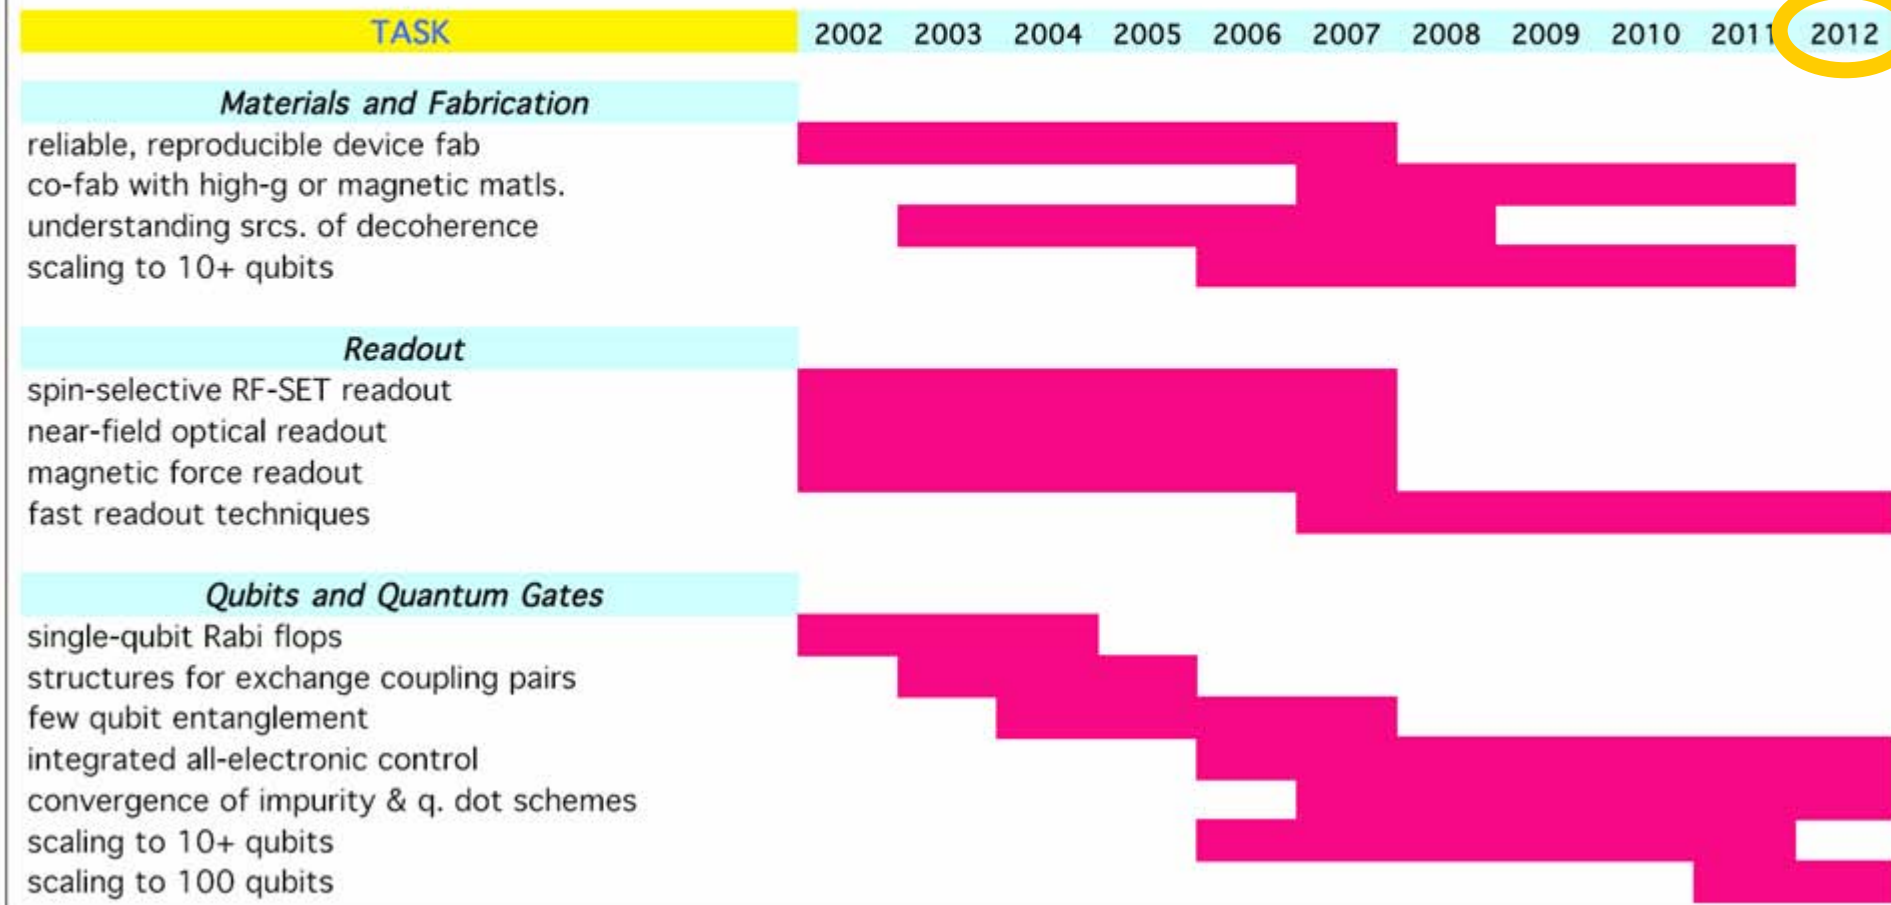 TASK 2002 2003 2004 2005 2006 2007 2008 2009 2010 2011 2012
Materials and Fabrication
reliable, reproducible device fab
co-fab with high-g or magnetic matls.
understanding srcs. of decoherence
scaling to 10+ qubits
Readout
spin-selective RF-SET readout
near-field optical readout
magnetic force readout
fast readout techniques
Qubits and Quantum Gates
single-qubit Rabi flops
structures for exchange coupling pairs
few qubit entanglement
integrated all-electronic control
convergence of impurity & q. dot schemes
scaling to 10+ qubits
scaling to 100 qubits